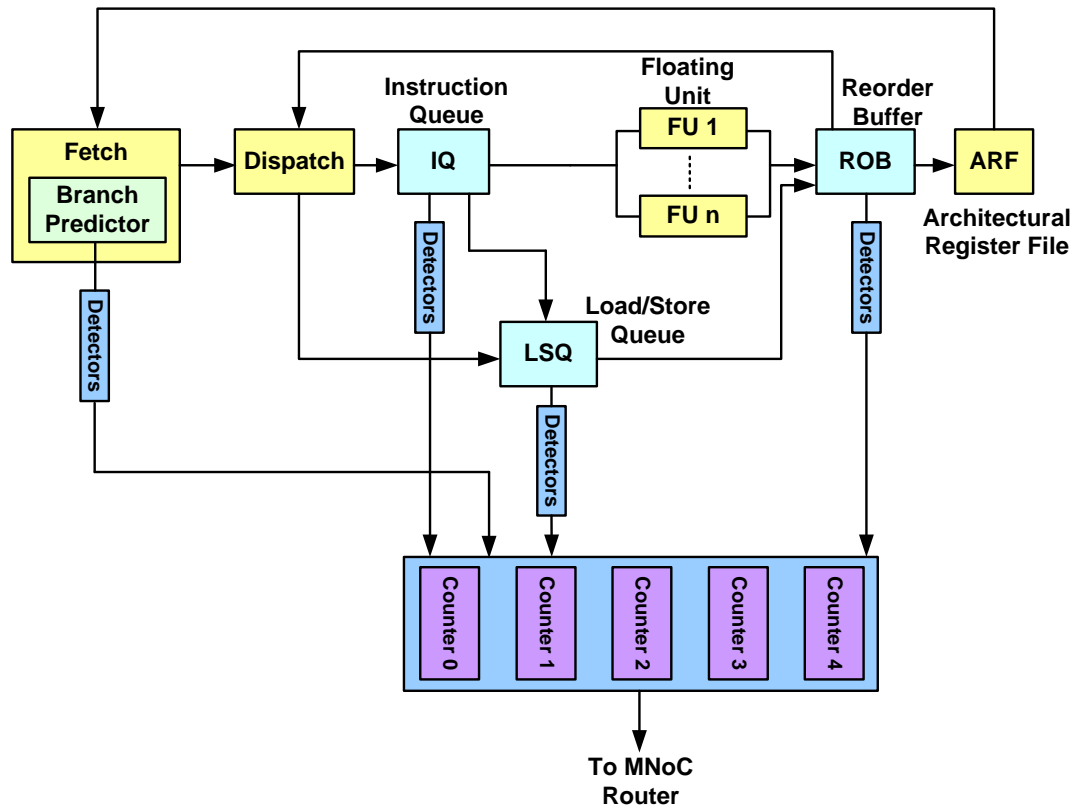 Instruction
Queue
Floating
Unit
Reorder
Buffer
Fetch
Branch
Predictor
Dispatch
IQ
FU 1
FU n
ROB
ARF
Architectural
Register File
Detectors
Detectors
Detectors
Load/Store
Queue
LSQ
Detectors
Counter 0
Counter 1
Counter 2
Counter 3
Counter 4
To MNoC
Router